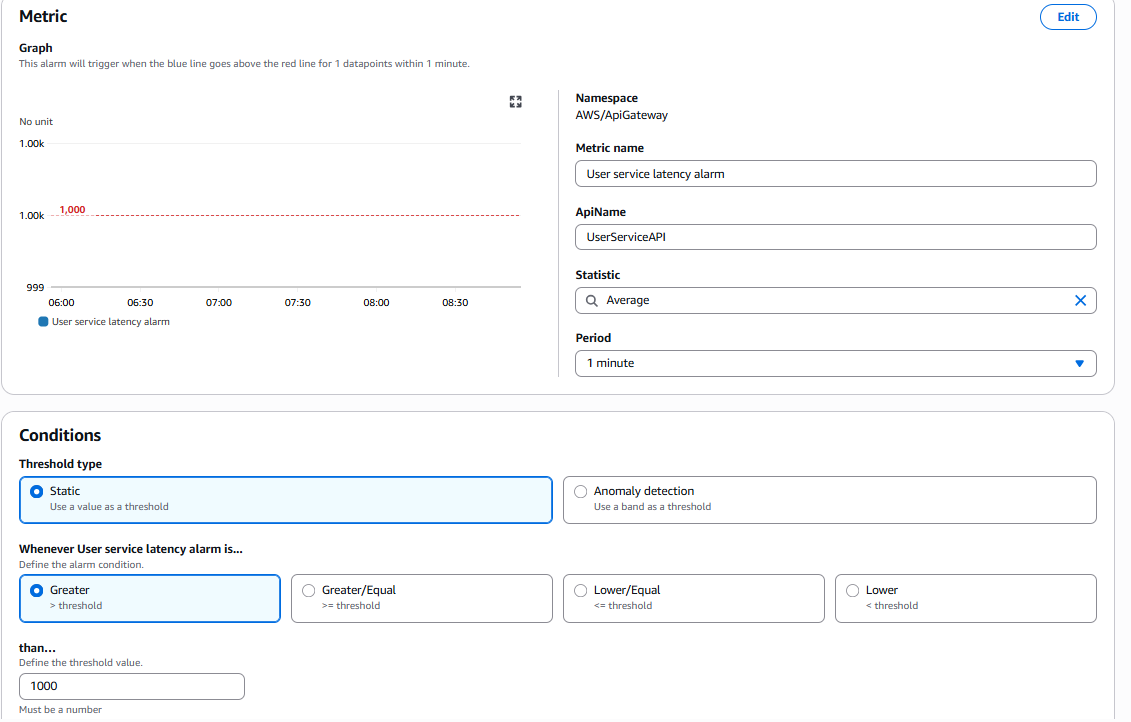 Metric
Edit
Graph
This alarm will trigger when the blue line goes above the red line for 1 datapoints within 1 minute.
No unit
1.00k
1.00k
1,000
999
06:00 06:30 07:00 07:30 08:00 08:30
User service latency alarm
Namespace
AWS/ApiGateway
Metric name
User service latency alarm
ApiName
UserServiceAPI
Statistic
Average
Period
1 minute
Conditions
Threshold type
Static
Use a value as a threshold
Anomaly detection
Use a band as a threshold
Whenever User service latency alarm is...
Define the alarm condition.
Greater
> threshold
Greater/Equal
>= threshold
Lower/Equal
<= threshold
Lower
< threshold
than...
Define the threshold value.
1000
Must be a number